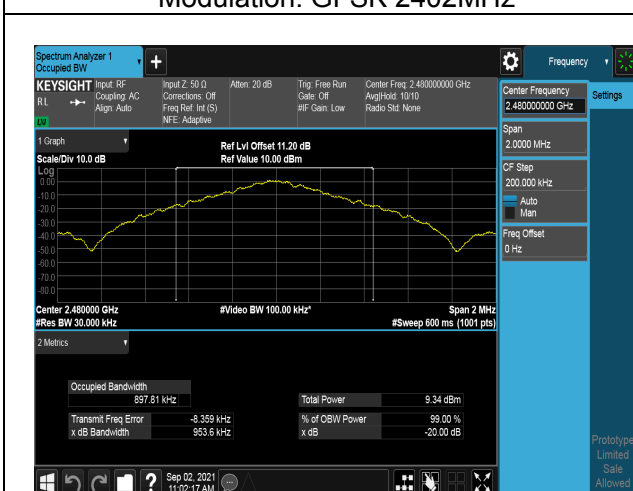 Modulation: GFSK 2402MHz
Spectrum Analyzer 1
Occupied BW
+
Frequency
KEYSIGHT
Input: RF
Coupling: AC
Align: Auto
Input Z: 50 Ω
Corrections: Off
Freq Ref: Int (S)
NFE: Adaptive
Atten: 20 dB
Trig: Free Run
Gate: Off
#IF Gain: Low
Center Freq: 2.480000000 GHz
Avg|Hold: 10/10
Radio Std: None
R L
LXI
Center Frequency
2.480000000 GHz
Settings
Span
2.0000 MHz
CF Step
200.000 kHz
Auto
Man
Freq Offset
0 Hz
1 Graph
Scale/Div 10.0 dB
Ref Lvl Offset 11.20 dB
Ref Value 10.00 dBm
Log
0.00
-10.0
-20.0
-30.0
-40.0
-50.0
-60.0
-70.0
-80.0
Center 2.480000 GHz
#Res BW 30.000 kHz
#Video BW 100.00 kHz*
Span 2 MHz
#Sweep 600 ms (1001 pts)
2 Metrics
Occupied Bandwidth
897.81 kHz
Total Power 9.34 dBm
Transmit Freq Error -8.359 kHz
% of OBW Power 99.00 %
x dB Bandwidth 953.6 kHz
x dB -20.00 dB
Prototype
Limited
Sale
Allowed
?
Sep 02, 2021
11:02:17 AM